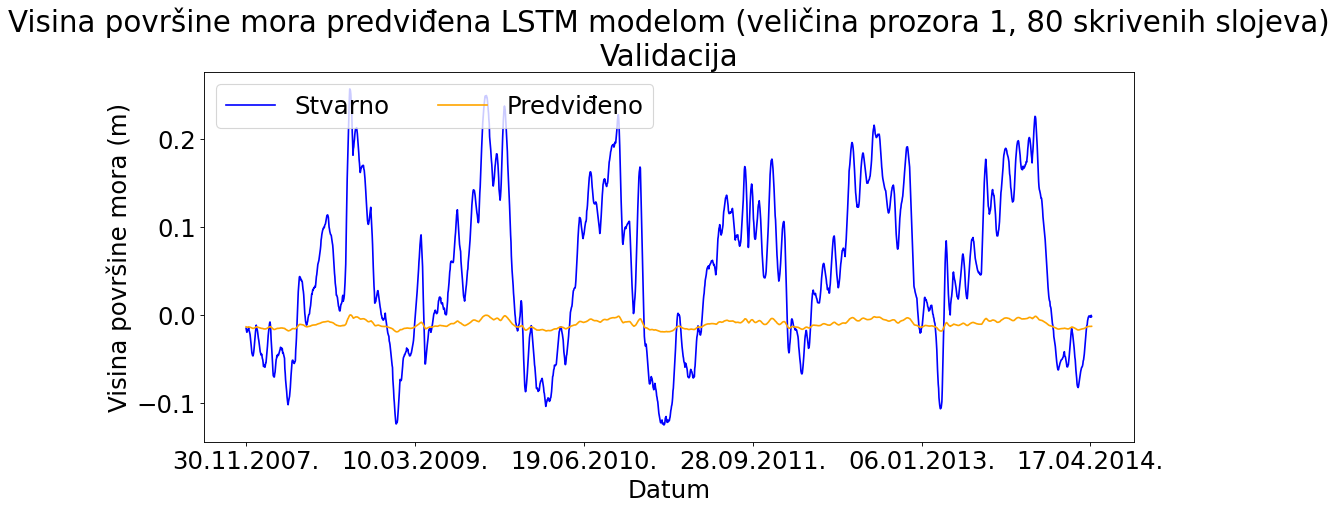 Visina površine mora predviđena LSTM modelom (veličina prozora 1, 80 skrivenih slojeva)
Validacija
Stvarno Predviđeno
Visina površine mora (m)
0.2
0.1
0.0
−0.1
30.11.2007. 10.03.2009. 19.06.2010. 28.09.2011. 06.01.2013. 17.04.2014.
Datum